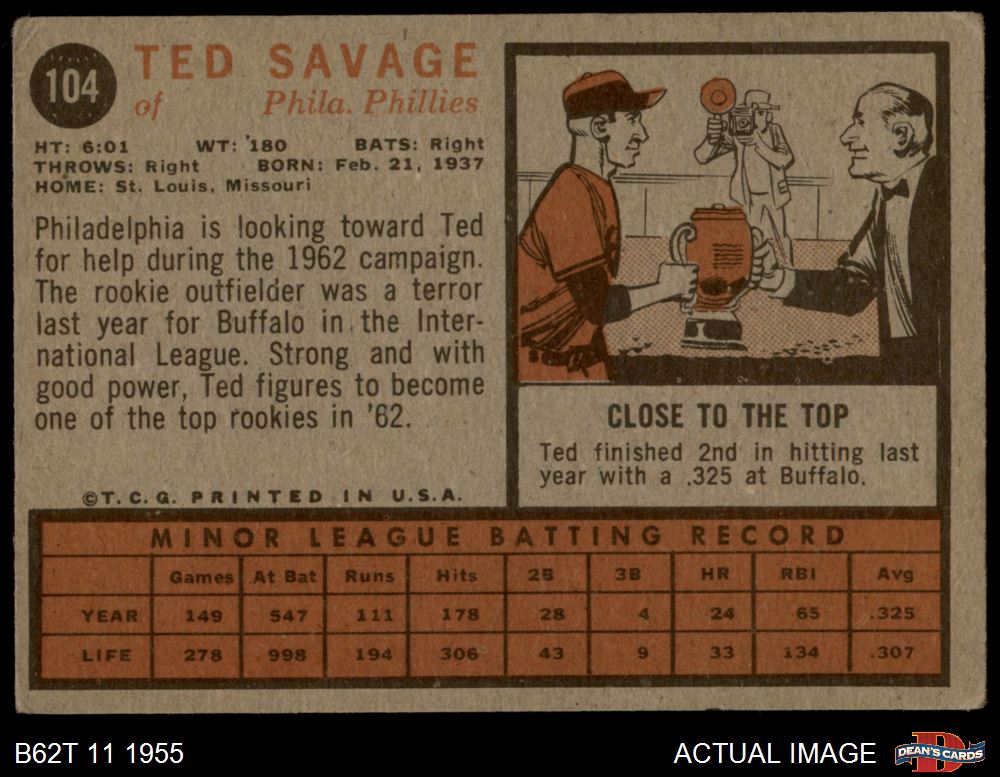 104
TED SAVAGE
of Phila. Phillies
HT: 6:01 WT: 180 BATS: Right
THROWS: Right BORN: Feb. 21, 1937
HOME: St. Louis, Missouri
Philadelphia is looking toward Ted
for help during the 1962 campaign.
The rookie outfielder was a terror
last year for Buffalo in the Inter-
national League. Strong and with
good power, Ted figures to become
one of the top rookies in '62.
©T.C.G. PRINTED IN U.S.A.
CLOSE TO THE TOP
Ted finished 2nd in hitting last
year with a .325 at Buffalo.
MINOR LEAGUE BATTING RECORD
Games At Bat Runs Hits 2B 3B HR RBI Avg
YEAR 149 547 111 178 28 4 24 65 .325
LIFE 278 998 194 306 43 9 33 134 .307
B62T 11 1955
ACTUAL IMAGE
D
DEAN'S CARDS